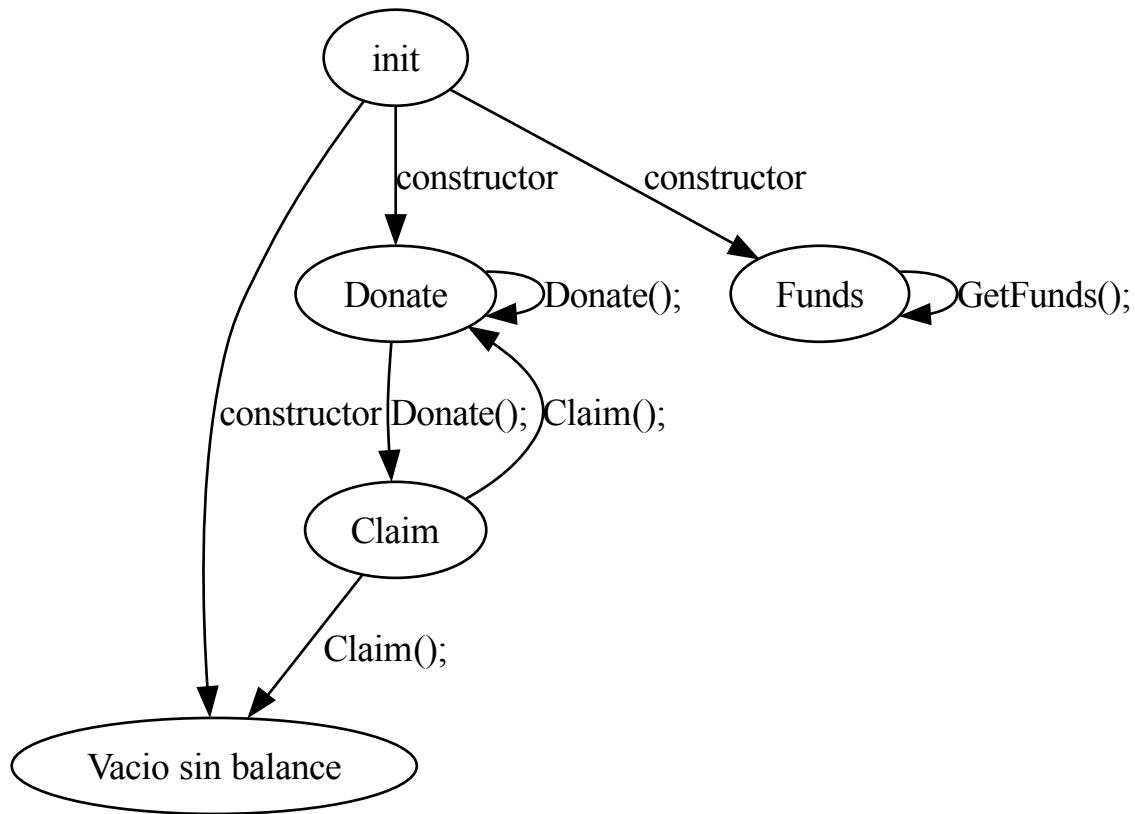 init
constructor
constructor
Donate
Donate();
Funds
GetFunds();
constructor
Donate();
Claim();
Claim
Claim();
Vacio sin balance